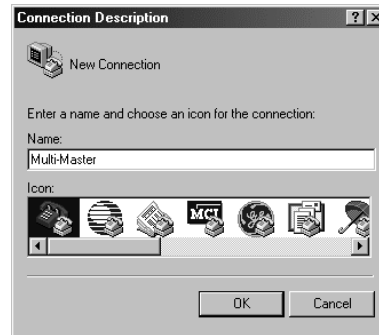 Connection Description
New Connection
Enter a name and choose an icon for the connection:
Name:
Multi-Master
Icon:
MCI
OK Cancel